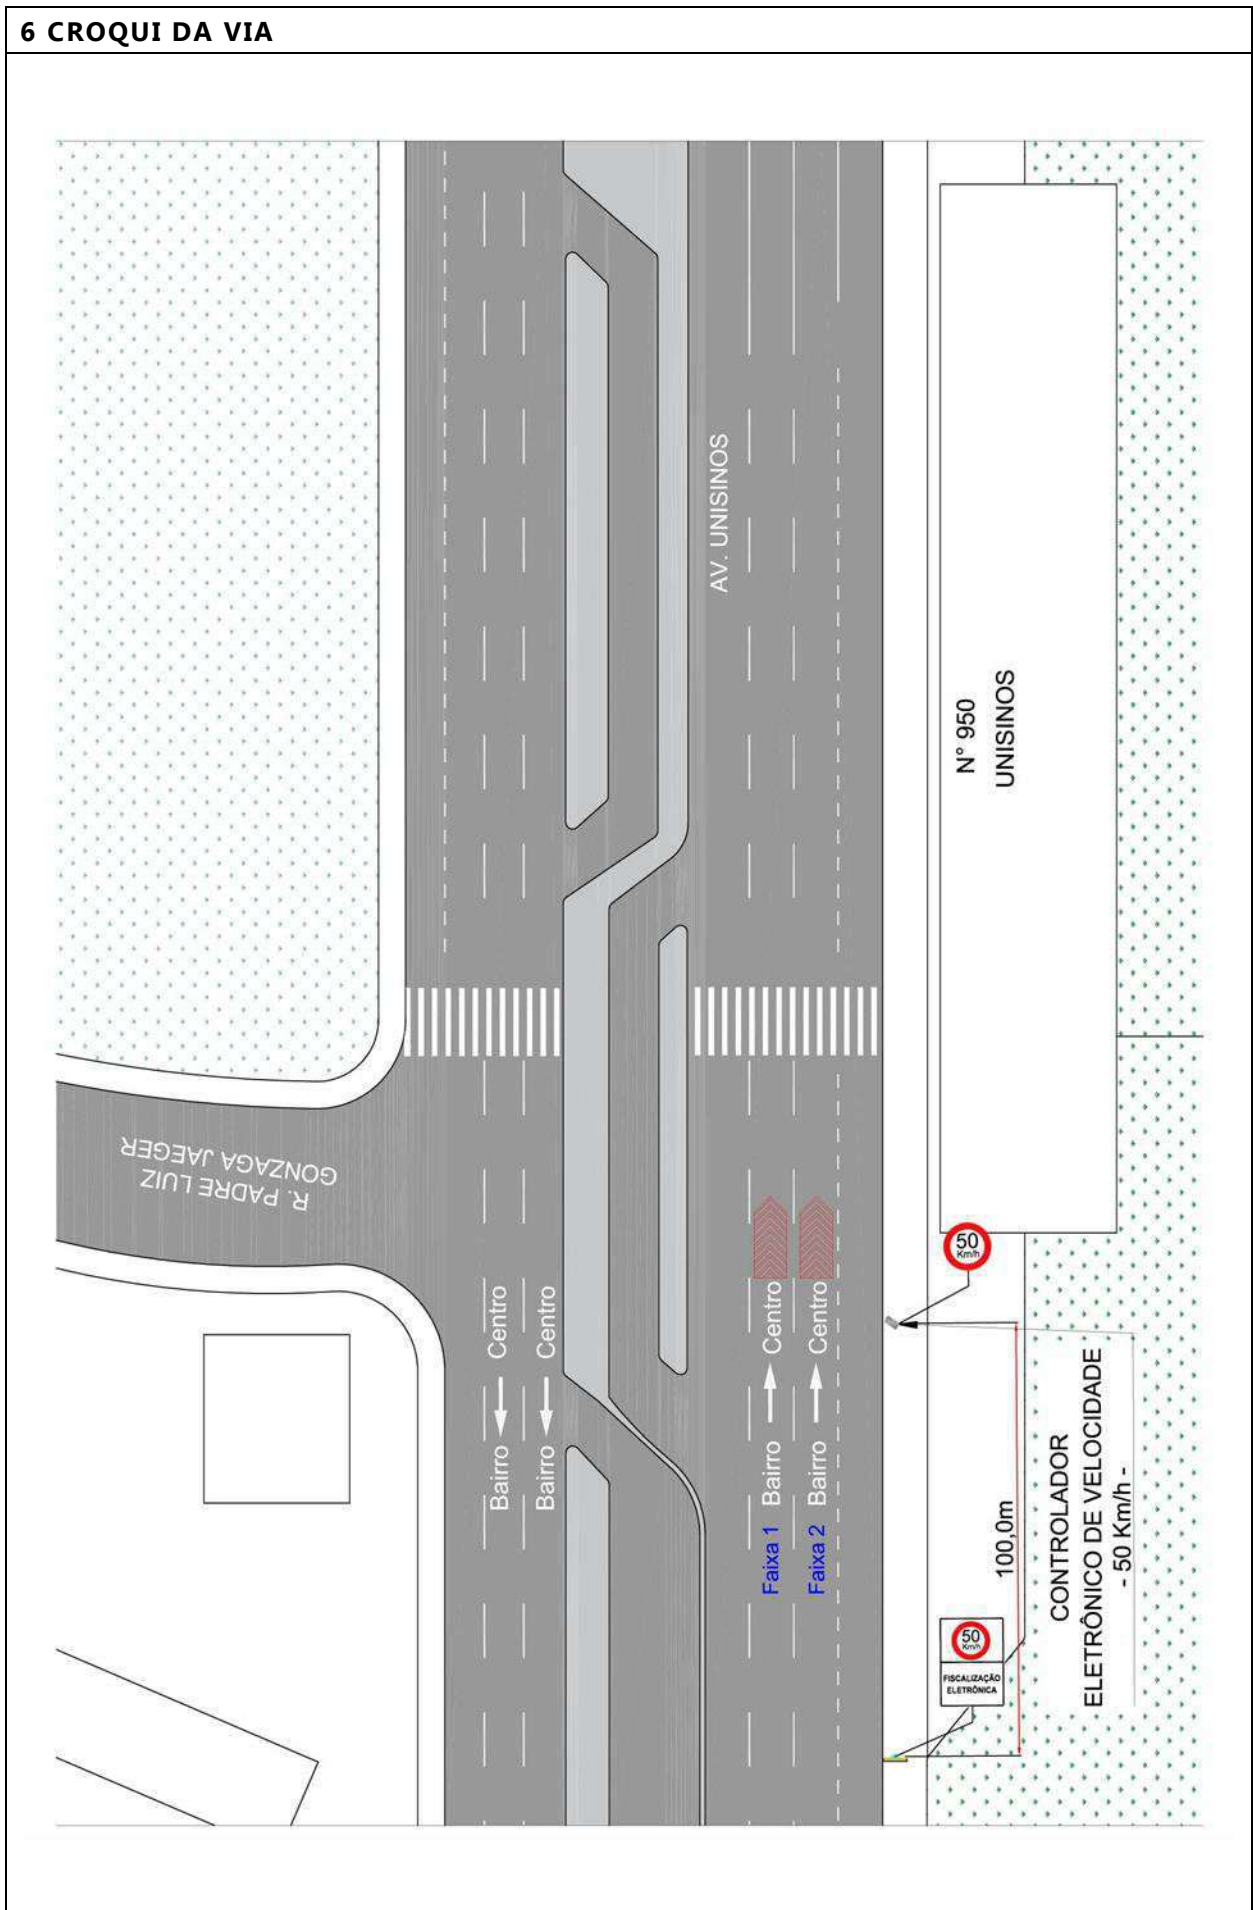 6 CROQUI DA VIA
AV. UNISINOS
N° 950
UNISINOS
R. PADRE LUIZ
GONZAGA JAEGER
50
Km/h
Bairro Centro
Bairro Centro
Faixa 1 Bairro Centro
Faixa 2 Bairro Centro
100,0m
CONTROLADOR
ELETRÔNICO DE VELOCIDADE
- 50 Km/h -
50
Km/h
FISCALIZAÇÃO
ELETRÔNICA